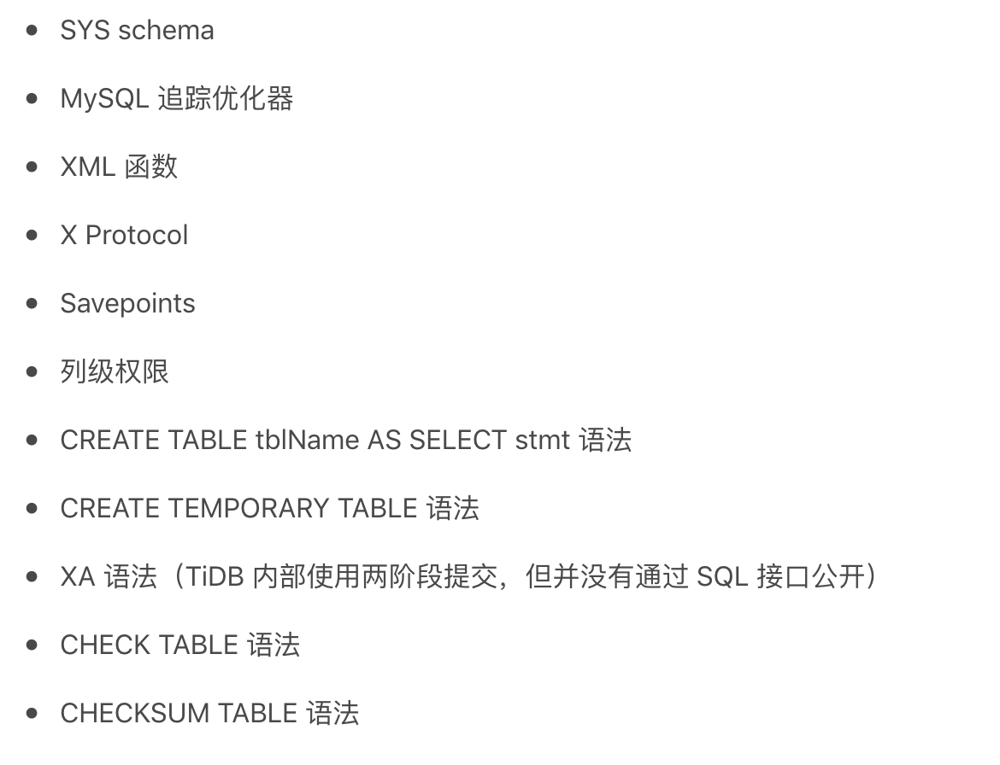 • SYS schema
• MySQL 追踪优化器
• XML 函数
• X Protocol
• Savepoints
• 列级权限
• CREATE TABLE tblName AS SELECT stmt 语法
• CREATE TEMPORARY TABLE 语法
• XA 语法（TiDB 内部使用两阶段提交，但并没有通过 SQL 接口公开）
• CHECK TABLE 语法
• CHECKSUM TABLE 语法